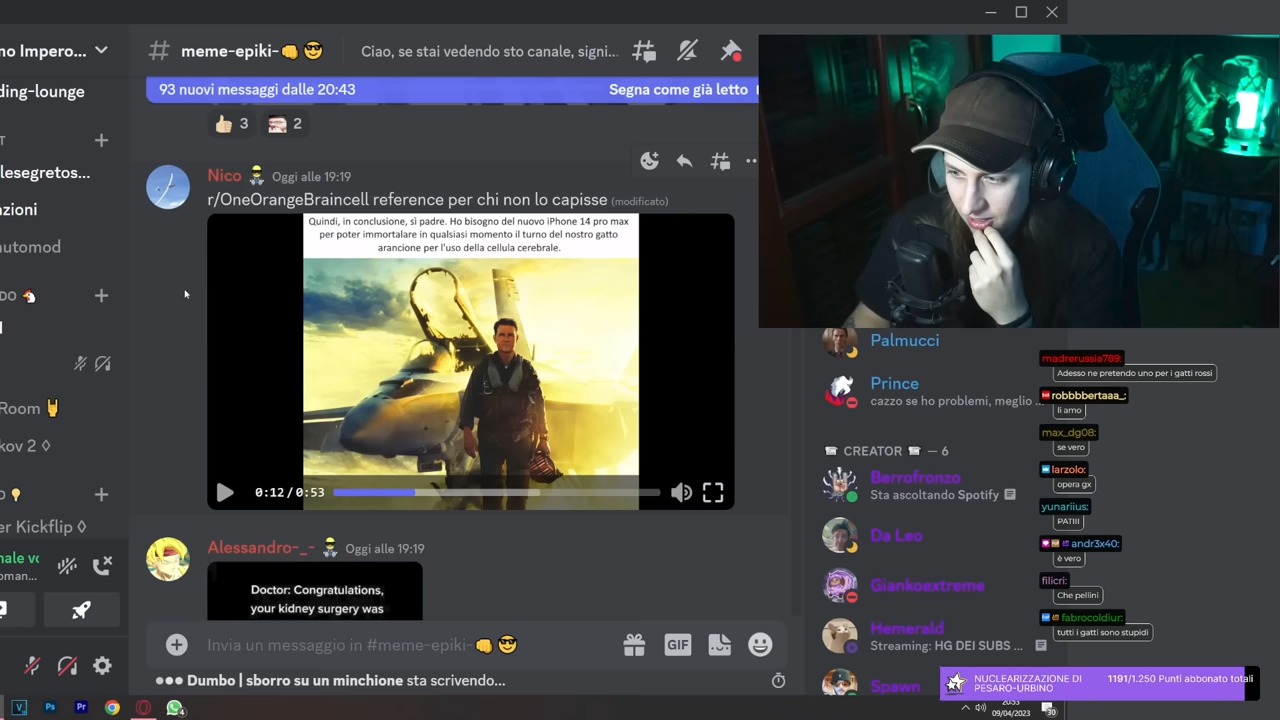 no Impero...
# meme-epiki-👊😎
Ciao, se stai vedendo sto canale, signi...
ding-lounge
93 nuovi messaggi dalle 20:43
Segna come già letto
3
2
lesegretos...
azioni
automod
DO
Room
kov 2 ◊
er Kickflip ◊
Nico
Oggi alle 19:19
r/OneOrangeBraincell reference per chi non lo capisse (modificato)
Quindi, in conclusione, sì padre. Ho bisogno del nuovo iPhone 14 pro max
per poter immortalare in qualsiasi momento il turno del nostro gatto
arancione per l'uso della cellula cerebrale.
0:12/0:53
Alessandro-_-
Oggi alle 19:19
Doctor: Congratulations,
your kidney surgery was
Invia un messaggio in #meme-epiki-👊😎
GIF
Dumbo | sborro su un minchione sta scrivendo...
Palmucci
Prince
cazzo se ho problemi, meglio ...
CREATOR — 6
Berrofronzo
Sta ascoltando Spotify
Da Leo
Giankoextreme
Hemerald
Streaming: HG DEI SUBS ...
Spawn
madrerussia789:
Adesso ne pretendo uno per i gatti rossi
robbbbertaaa_:
li amo
max_dg08:
se vero
larzolo:
opera gx
yunariius:
PATIII
andr3x40:
è vero
filicri:
Che pellini
fabrocoldiur:
tutti i gatti sono stupidi
NUCLEARIZZAZIONE DI
PESARO-URBINO
1191/1.250 Punti abbonato totali
09/04/2023
30